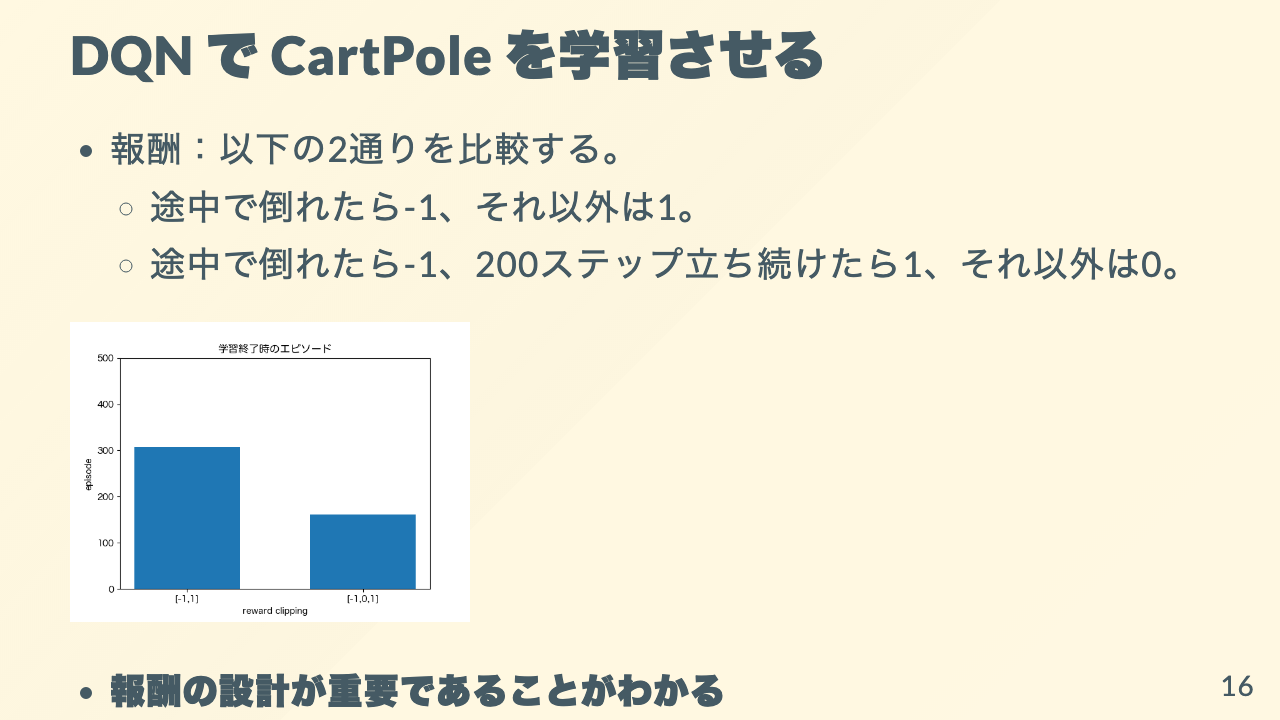 DQN で CartPole を学習させる
報酬：以下の2通りを比較する。
途中で倒れたら-1、それ以外は1。
途中で倒れたら-1、200ステップ立ち続けたら1、それ以外は0。
学習終了時のエピソード
500
400
300
200
100
0
episode
[-1,1]
[-1,0,1]
reward clipping
報酬の設計が重要であることがわかる
16